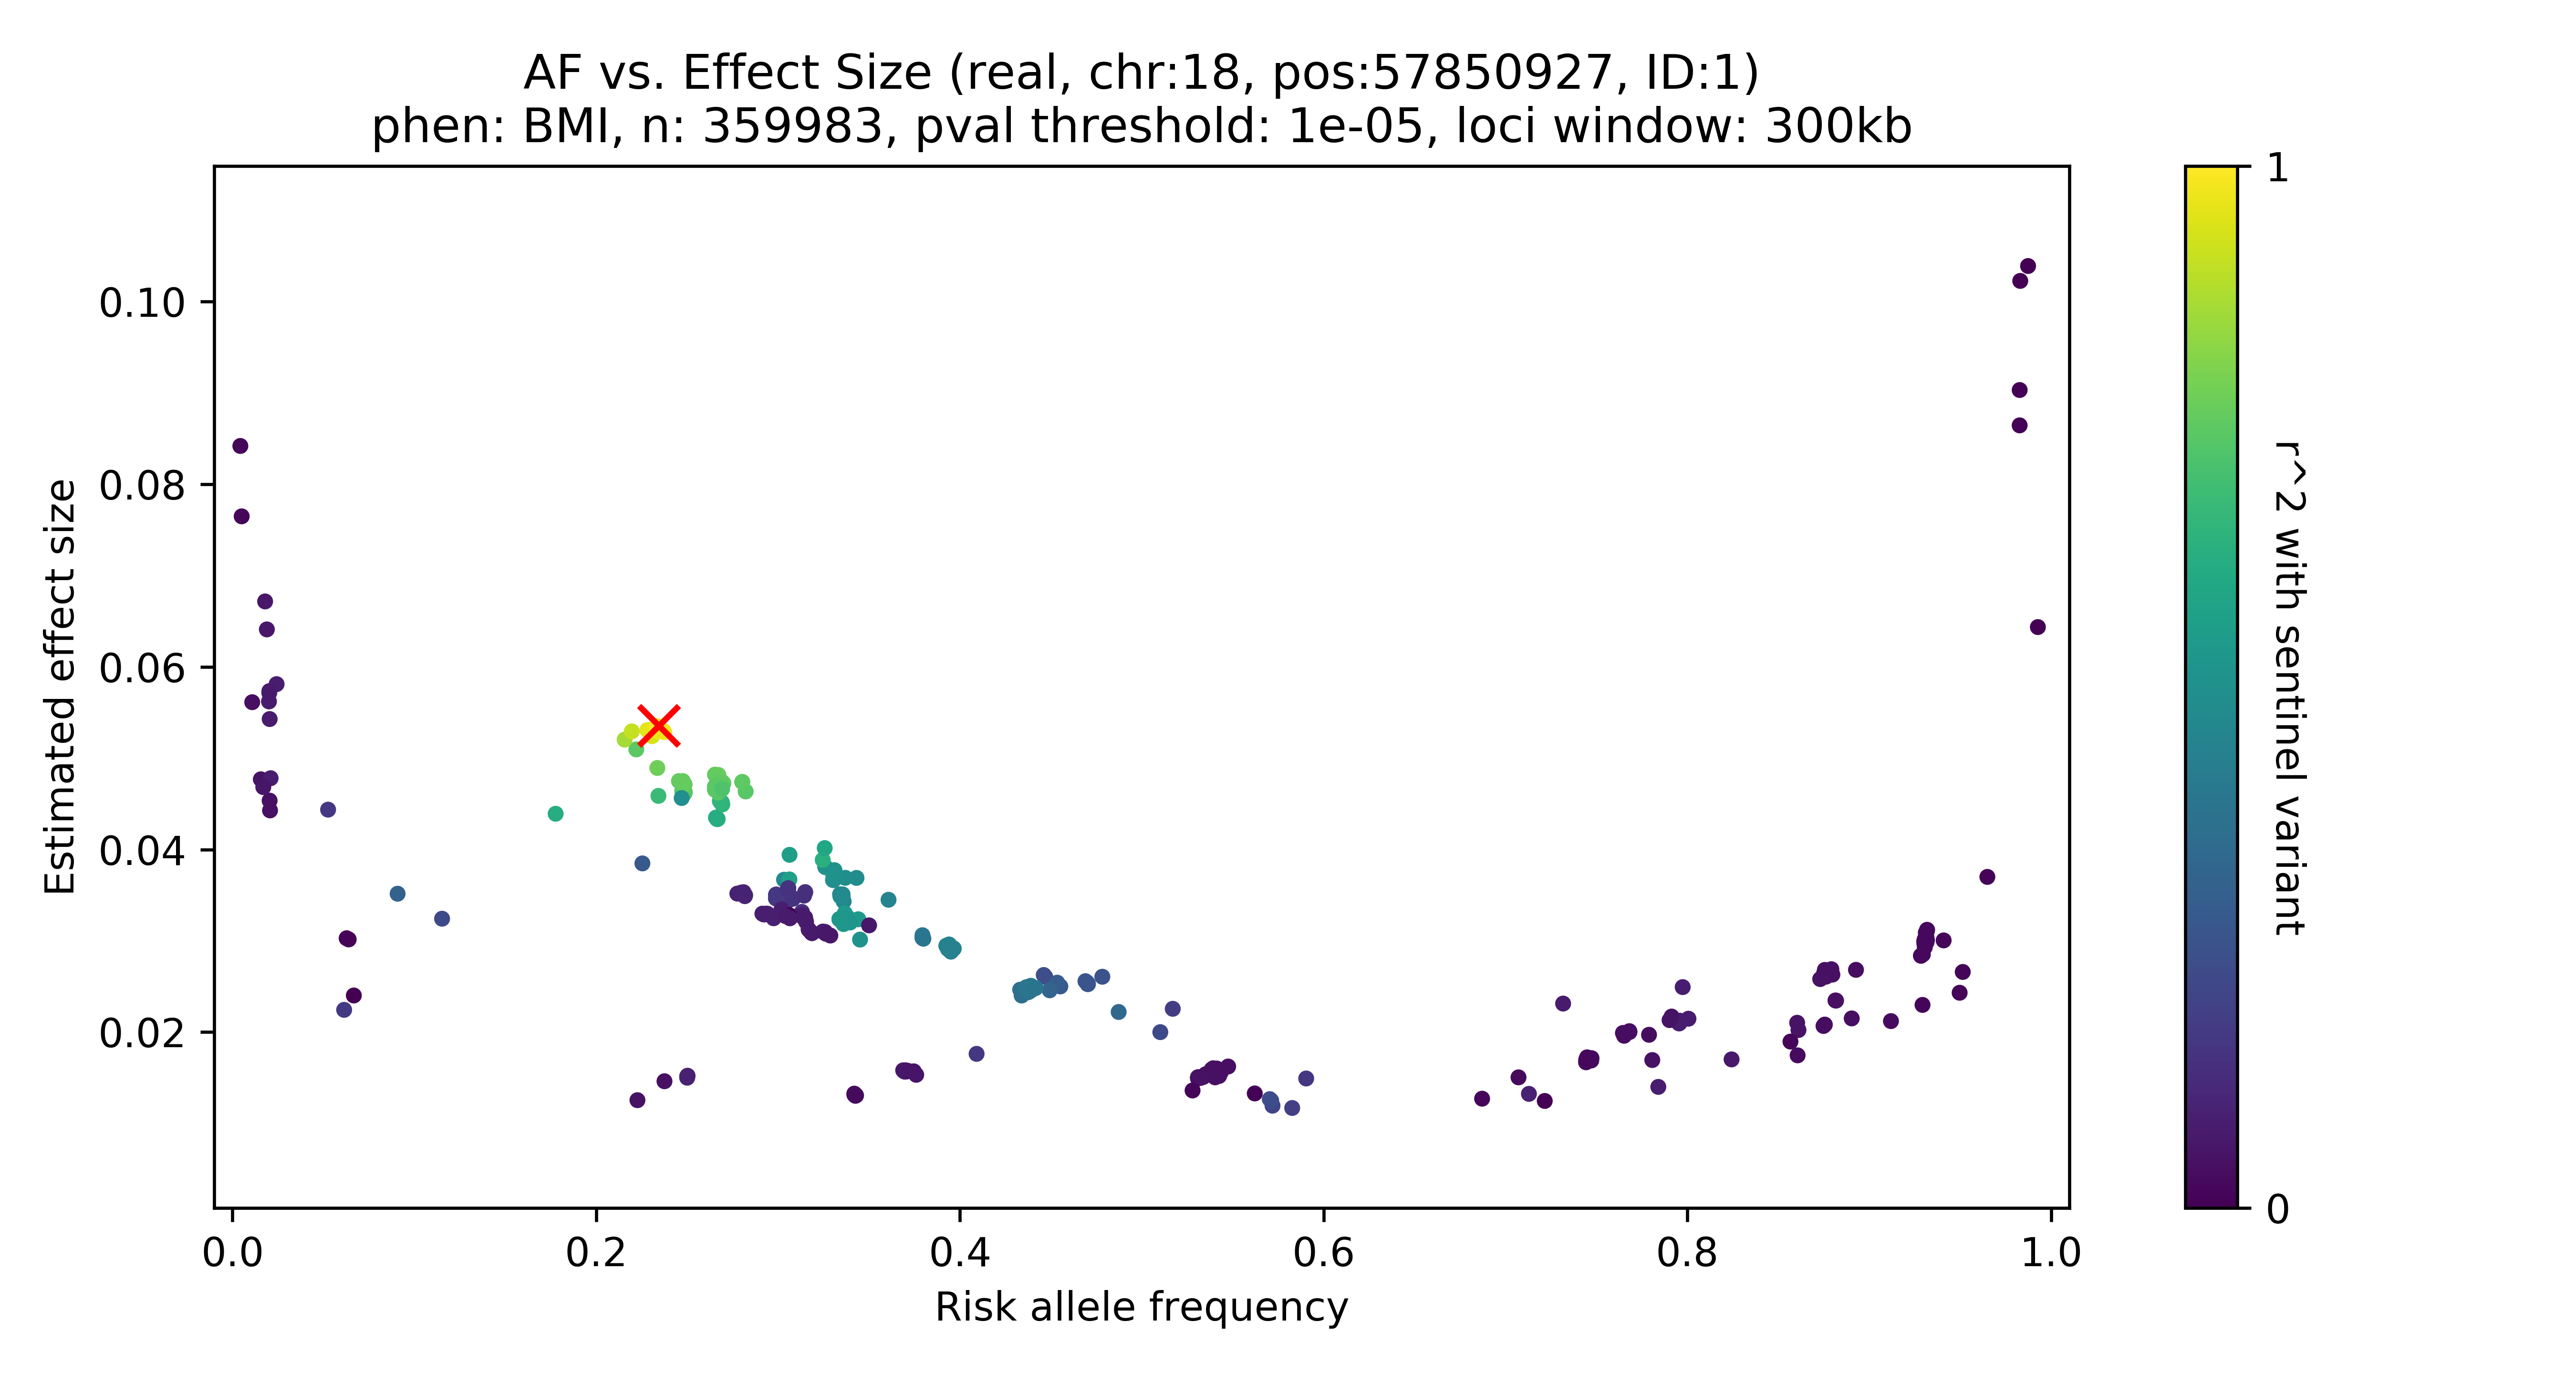 AF vs. Effect Size (real, chr:18, pos:57850927, ID:1)
phen: BMI, n: 359983, pval threshold: 1e-05, loci window: 300kb
Estimated effect size
0.10
0.08
0.06
0.04
0.02
0.0
0.2
0.4
0.6
0.8
1.0
Risk allele frequency
1
0
r^2 with sentinel variant